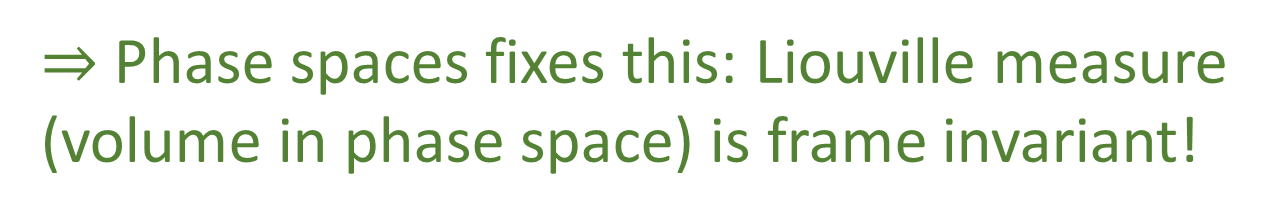 ⇒ Phase spaces fixes this: Liouville measure
(volume in phase space) is frame invariant!